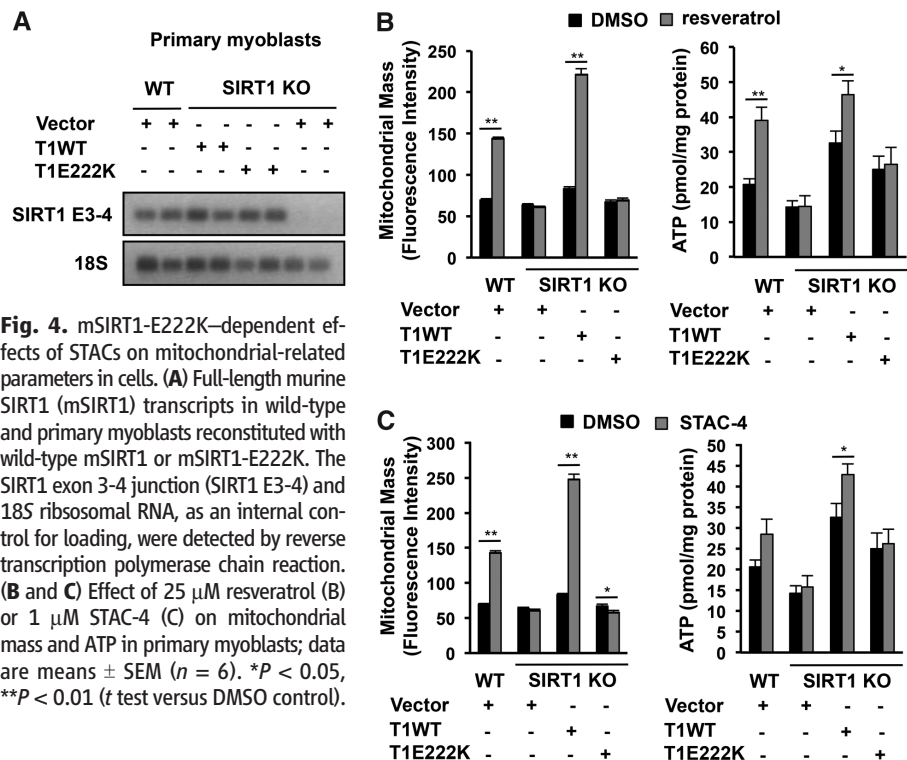 A
Primary myoblasts
WT SIRT1 KO
Vector + + - - - - + +
T1WT - - + + - - - -
T1E222K - - - - + + - -
SIRT1 E3-4
18S
Fig. 4. mSIRT1-E222K–dependent ef-
fects of STACs on mitochondrial-related
parameters in cells. (A) Full-length murine
SIRT1 (mSIRT1) transcripts in wild-type
and primary myoblasts reconstituted with
wild-type mSIRT1 or mSIRT1-E222K. The
SIRT1 exon 3-4 junction (SIRT1 E3-4) and
18S ribsosomal RNA, as an internal con-
trol for loading, were detected by reverse
transcription polymerase chain reaction.
(B and C) Effect of 25 μM resveratrol (B)
or 1 μM STAC-4 (C) on mitochondrial
mass and ATP in primary myoblasts; data
are means ± SEM (n = 6). *P < 0.05,
**P < 0.01 (t test versus DMSO control).
B
DMSO resveratrol
Mitochondrial Mass
(Fluorescence Intensity)
250
200
150
100
50
0
**
**
WT SIRT1 KO
Vector + + - -
T1WT - - + -
T1E222K - - - +
ATP (pmol/mg protein)
60
50
40
30
20
10
0
**
*
WT SIRT1 KO
+ + - -
- - + -
- - - +
C
DMSO STAC-4
Mitochondrial Mass
(Fluorescence Intensity)
300
250
200
150
100
50
0
**
**
*
WT SIRT1 KO
Vector + + - -
T1WT - - + -
T1E222K - - - +
ATP (pmol/mg protein)
50
45
40
35
30
25
20
15
10
5
0
*
WT SIRT1 KO
Vector + + - -
T1WT - - + -
T1E222K - - - +